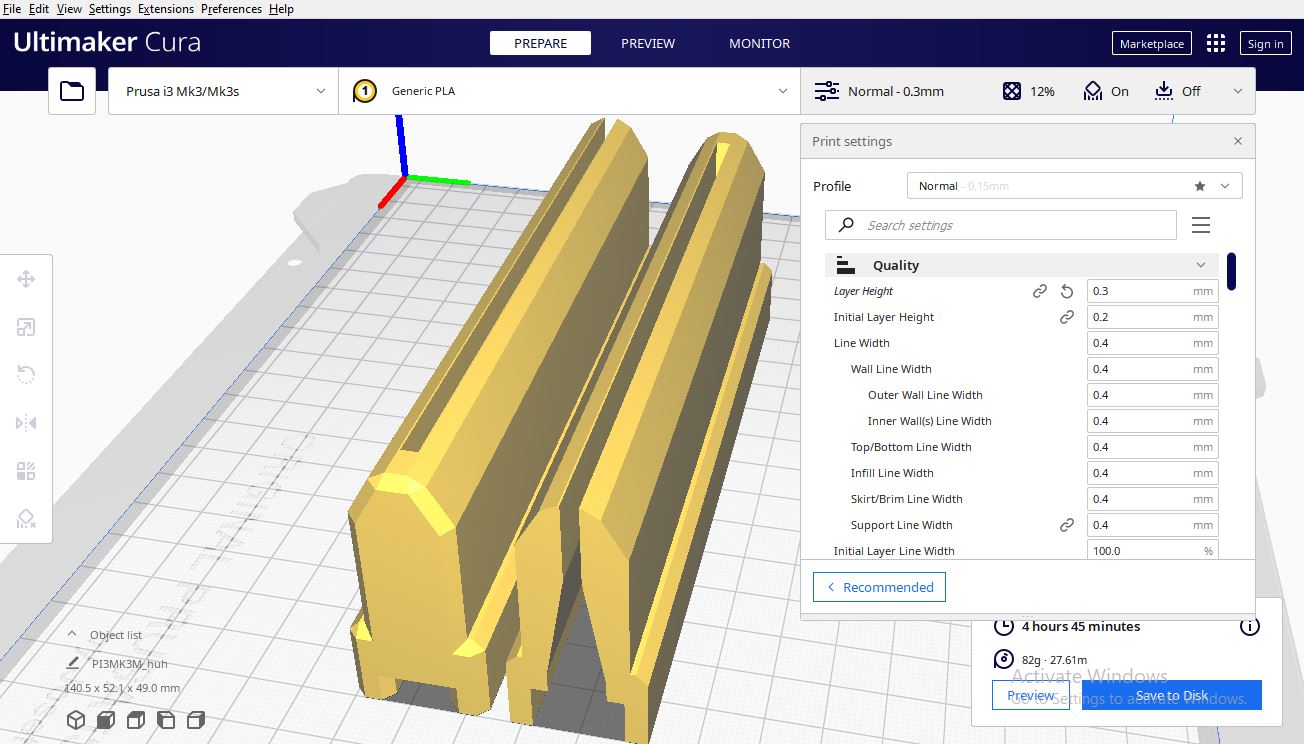 File Edit View Settings Extensions Preferences Help
Ultimaker Cura
PREPARE PREVIEW MONITOR
Marketplace Sign in
Prusa i3 Mk3/Mk3s
1 Generic PLA
Normal - 0.3mm 12% On Off
Print settings
Profile Normal - 0.15mm
Search settings
Quality
Layer Height 0.3 mm
Initial Layer Height 0.2 mm
Line Width 0.4 mm
Wall Line Width 0.4 mm
Outer Wall Line Width 0.4 mm
Inner Wall(s) Line Width 0.4 mm
Top/Bottom Line Width 0.4 mm
Infill Line Width 0.4 mm
Skirt/Brim Line Width 0.4 mm
Support Line Width 0.4 mm
Initial Layer Line Width 100.0 %
Recommended
Object list
PI3MK3M_huh
140.5 x 52.1 x 49.0 mm
4 hours 45 minutes
82g · 27.61m
Preview Save to Disk
Activate Windows
Go to Settings to activate Windows.